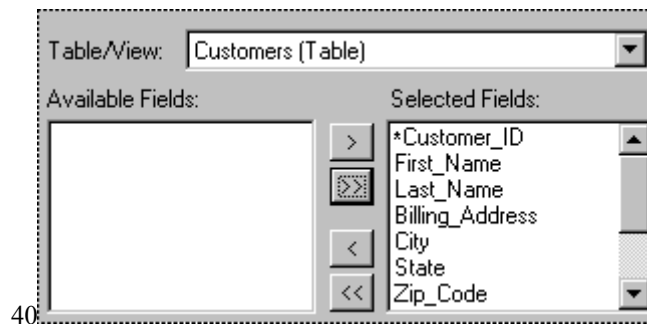 Table/View: Customers (Table)
Available Fields: Selected Fields:
>
>>
<
<<
*Customer_ID
First_Name
Last_Name
Billing_Address
City
State
Zip_Code
40